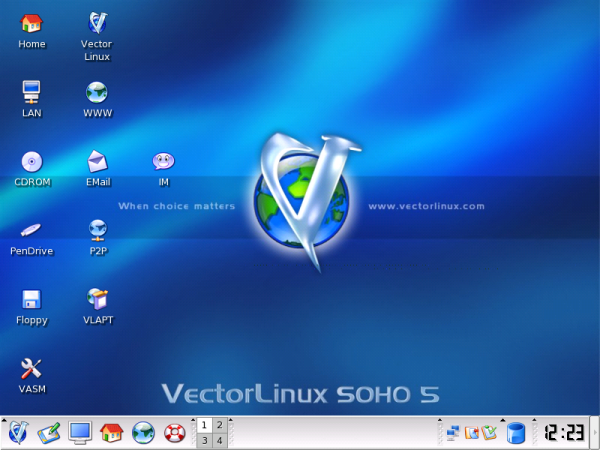 Home
Vector
Linux
LAN
WWW
CDROM
EMail
IM
When choice matters
www.vectorlinux.com
PenDrive
P2P
Floppy
VLAPT
VASM
VECTORLINUX SOHO 5
1 2
3 4
12:23